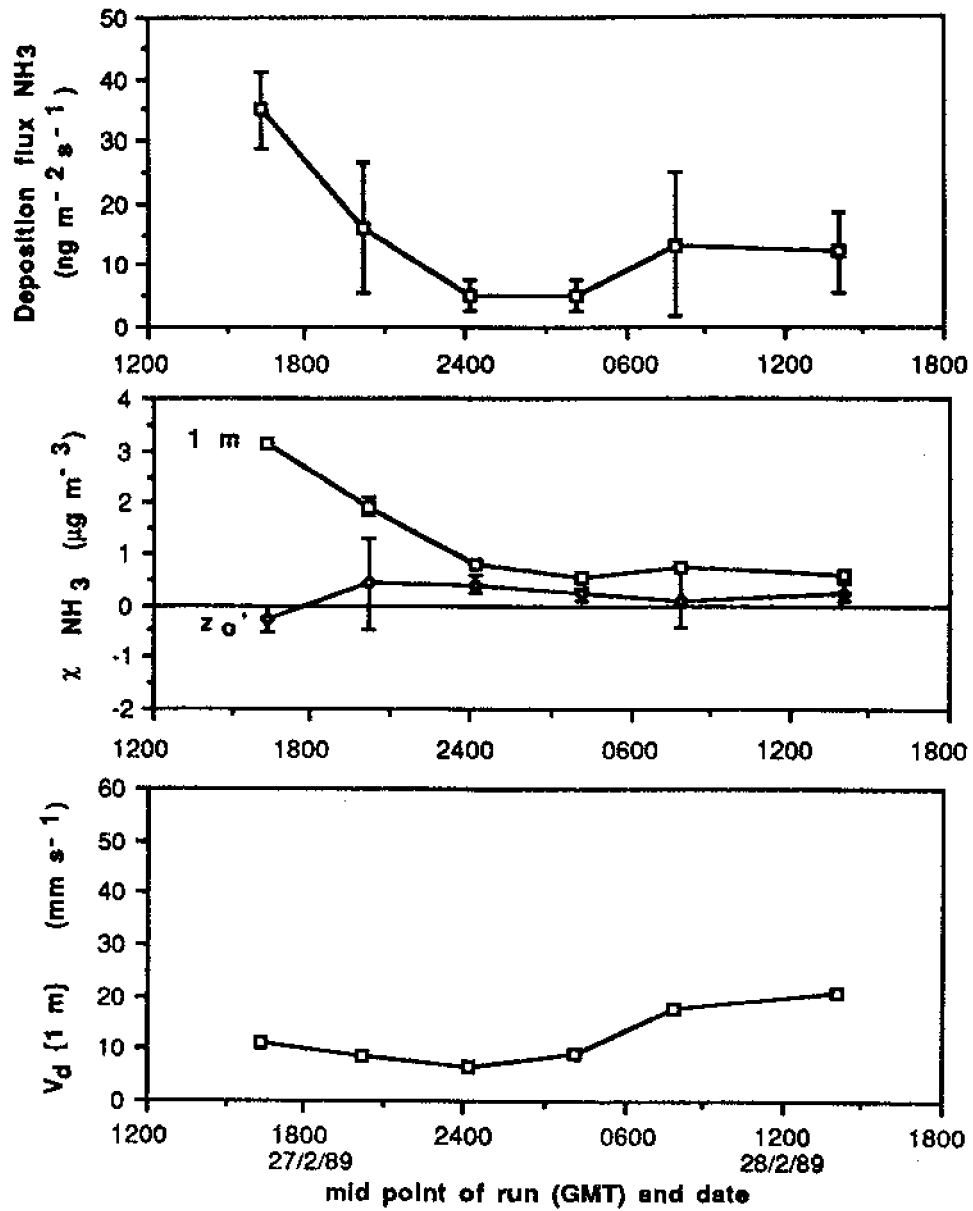 50
40
30
20
10
0
Deposition flux NH3
(ng m-2 s-1)
1200 1800 2400 0600 1200 1800
4
3
2
1
0
-1
-2
χ NH3 (µg m-3)
1 m
zo'
1200 1800 2400 0600 1200 1800
60
50
40
30
20
10
0
Vd {1 m} (mm s-1)
1200 1800 2400 0600 1200 1800
27/2/89 28/2/89
mid point of run (GMT) and date